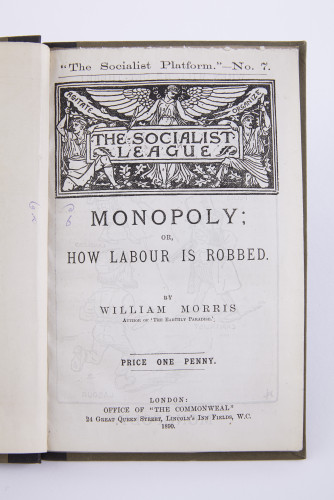 "The Socialist Platform."—No. 7.
AGITATE ORGANISE
THE SOCIALIST
LEAGUE
MONOPOLY;
OR,
HOW LABOUR IS ROBBED.
BY
WILLIAM MORRIS
Author of 'The Earthly Paradise'.
PRICE ONE PENNY.
LONDON:
OFFICE OF "THE COMMONWEAL"
24 Great Queen Street, Lincoln's Inn Fields, W.C.
1890.